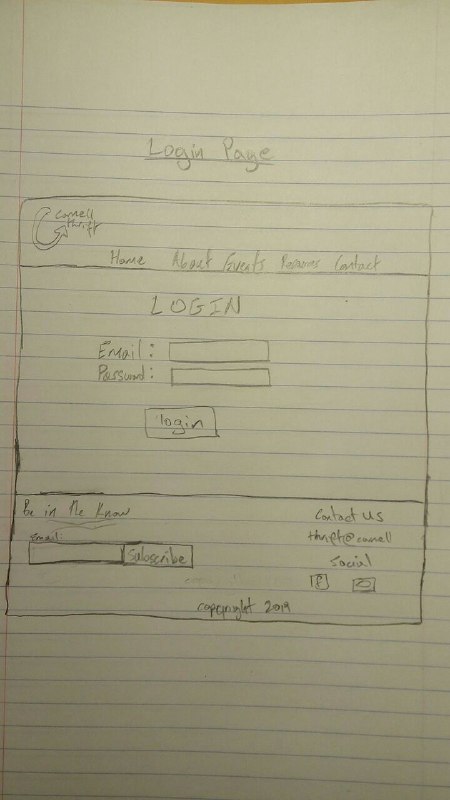 Login Page
Cornell
thrift
Home About Events Resources Contact
LOGIN
Email:
Password:
login
Be in the Know
Email:
Subscribe
Contact us
thrift@cornell
Social
f
copyright 2019